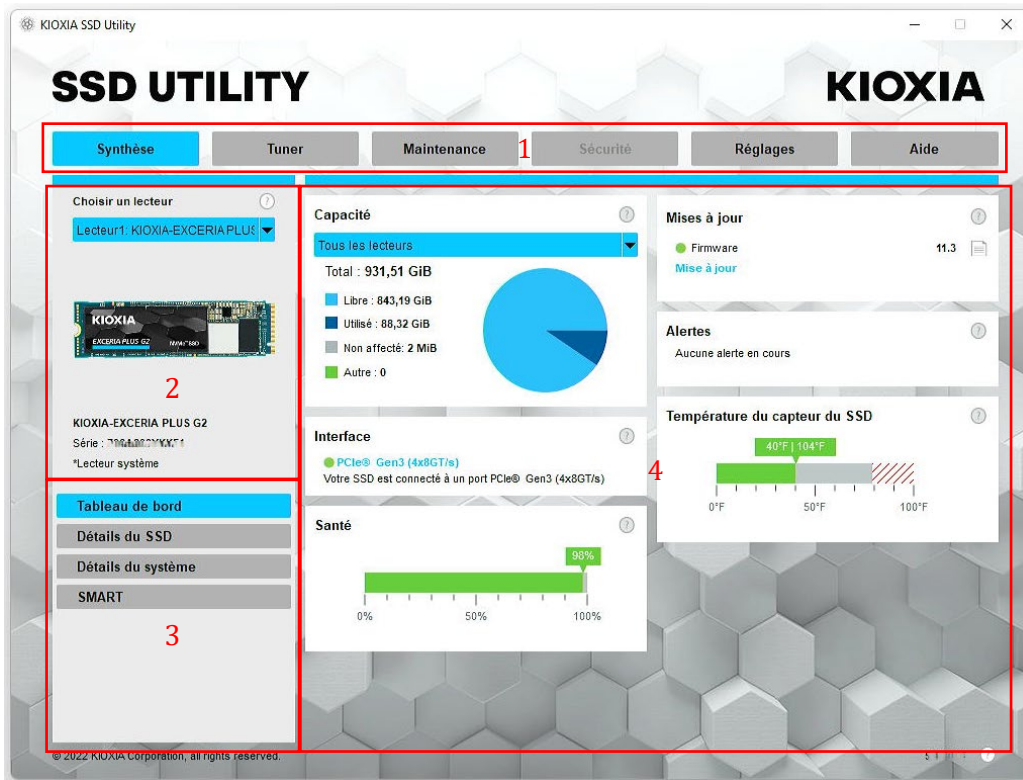 KIOXIA SSD Utility
SSD UTILITY
KIOXIA
Synthèse
Tuner
Maintenance
1
Sécurité
Réglages
Aide
Choisir un lecteur
Lecteur1: KIOXIA-EXCERIA PLUS
KIOXIA
EXCERIA PLUS G2
NVMe™ SSD
2
KIOXIA-EXCERIA PLUS G2
Série :
*Lecteur système
Tableau de bord
Détails du SSD
Détails du système
SMART
3
Capacité
Tous les lecteurs
Total : 931,51 GiB
Libre : 843,19 GiB
Utilisé : 88,32 GiB
Non affecté: 2 MiB
Autre : 0
Interface
PCIe® Gen3 (4x8GT/s)
Votre SSD est connecté à un port PCIe® Gen3 (4x8GT/s)
Santé
98%
0%
50%
100%
4
Mises à jour
Firmware
11.3
Mise à jour
Alertes
Aucune alerte en cours
Température du capteur du SSD
40°F | 104°F
0°F
50°F
100°F
© 2022 KIOXIA Corporation, all rights reserved.